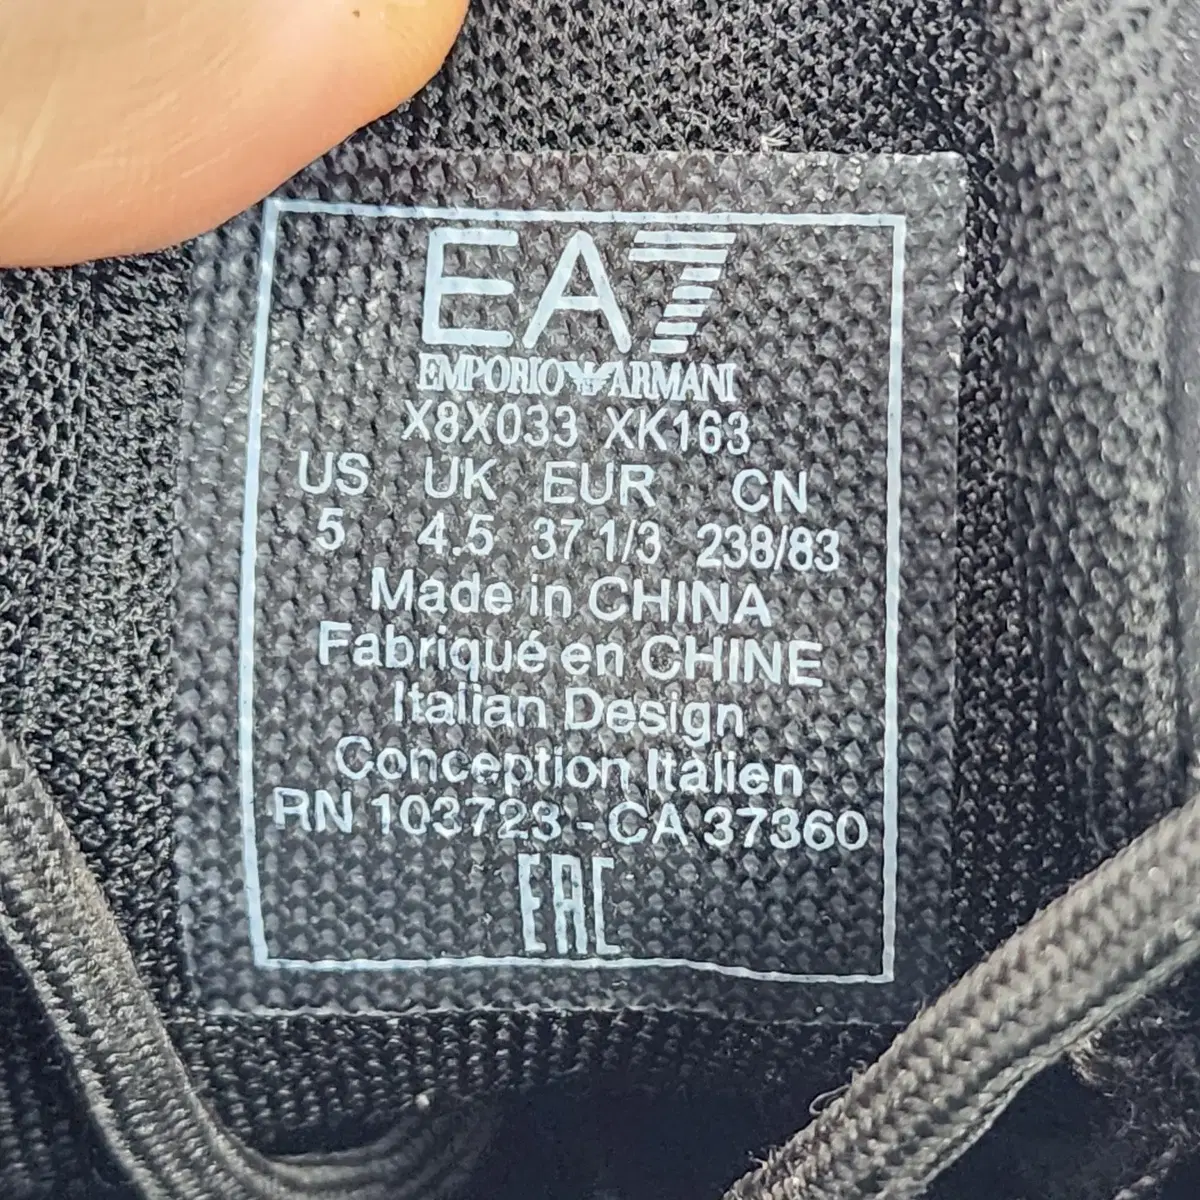 EA7
EMPORIO ARMANI
X8X033 XK163
US UK EUR CN
5 4.5 37 1/3 238/83
Made in CHINA
Fabriqué en CHINE
Italian Design
Conception Italien
RN 103723 - CA 37360
EAC